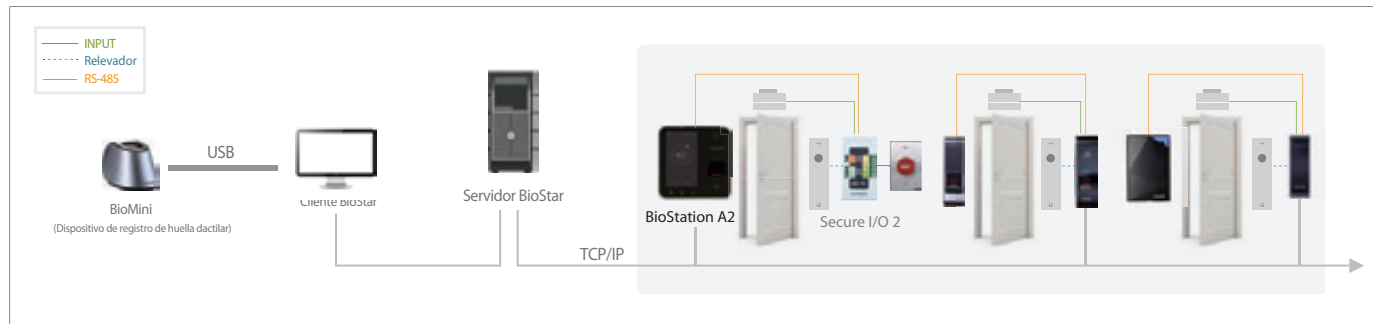 INPUT
Relevador
RS-485
USB
BioMini
(Dispositivo de registro de huella dactilar)
Cliente BioStar
Servidor BioStar
TCP/IP
BioStation A2
Secure I/O 2